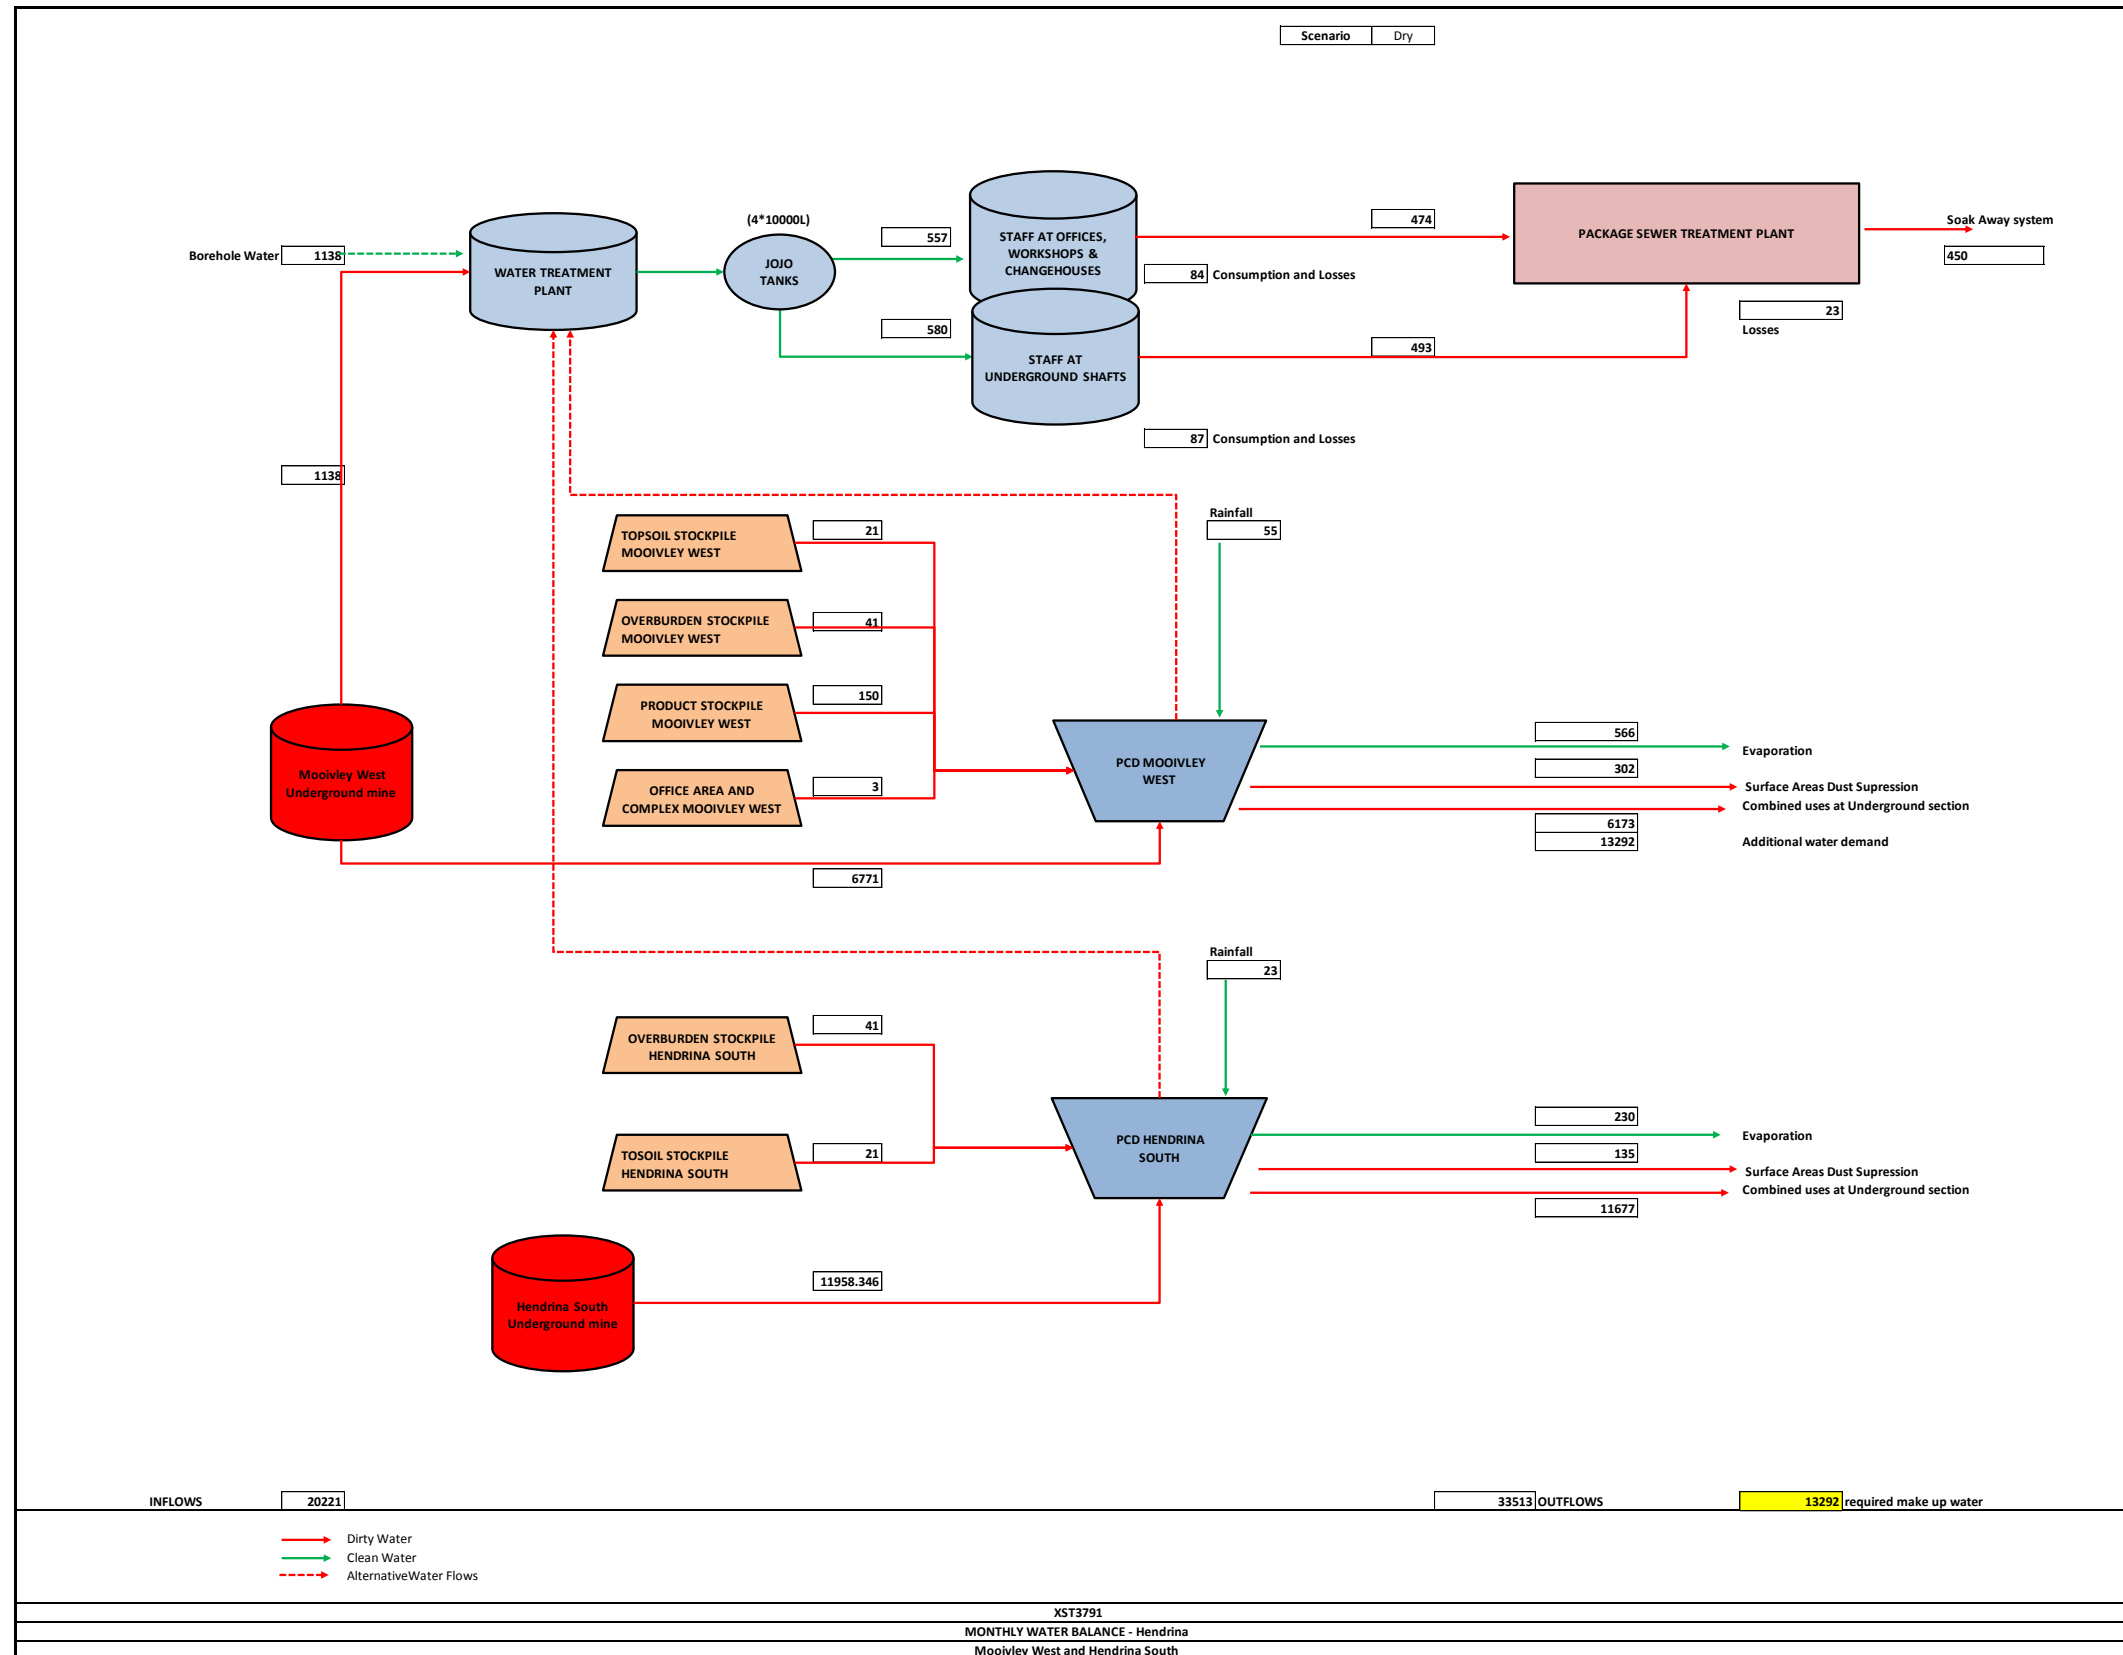 Scenario Dry
(4*10000L)
474
Soak Away system
557
STAFF AT OFFICES,
WORKSHOPS &
CHANGEHOUSES
PACKAGE SEWER TREATMENT PLANT
Borehole Water 1138
450
JOJO
TANKS
WATER TREATMENT
PLANT
84 Consumption and Losses
23
Losses
580
493
STAFF AT
UNDERGROUND SHAFTS
87 Consumption and Losses
1138
Rainfall
55
TOPSOIL STOCKPILE
MOOIVLEY WEST
21
OVERBURDEN STOCKPILE
MOOIVLEY WEST
41
PRODUCT STOCKPILE
MOOIVLEY WEST
150
OFFICE AREA AND
COMPLEX MOOIVLEY WEST
3
Mooivley West
Underground mine
PCD MOOIVLEY
WEST
566
Evaporation
302
Surface Areas Dust Supression
Combined uses at Underground section
6173
13292
Additional water demand
6771
Rainfall
23
OVERBURDEN STOCKPILE
HENDRINA SOUTH
41
TOSOIL STOCKPILE
HENDRINA SOUTH
21
PCD HENDRINA
SOUTH
230
Evaporation
135
Surface Areas Dust Supression
Combined uses at Underground section
11677
11958.346
Hendrina South
Underground mine
INFLOWS 20221
33513 OUTFLOWS
13292 required make up water
Dirty Water
Clean Water
AlternativeWater Flows
XST3791
MONTHLY WATER BALANCE - Hendrina
Mooivley West and Hendrina South